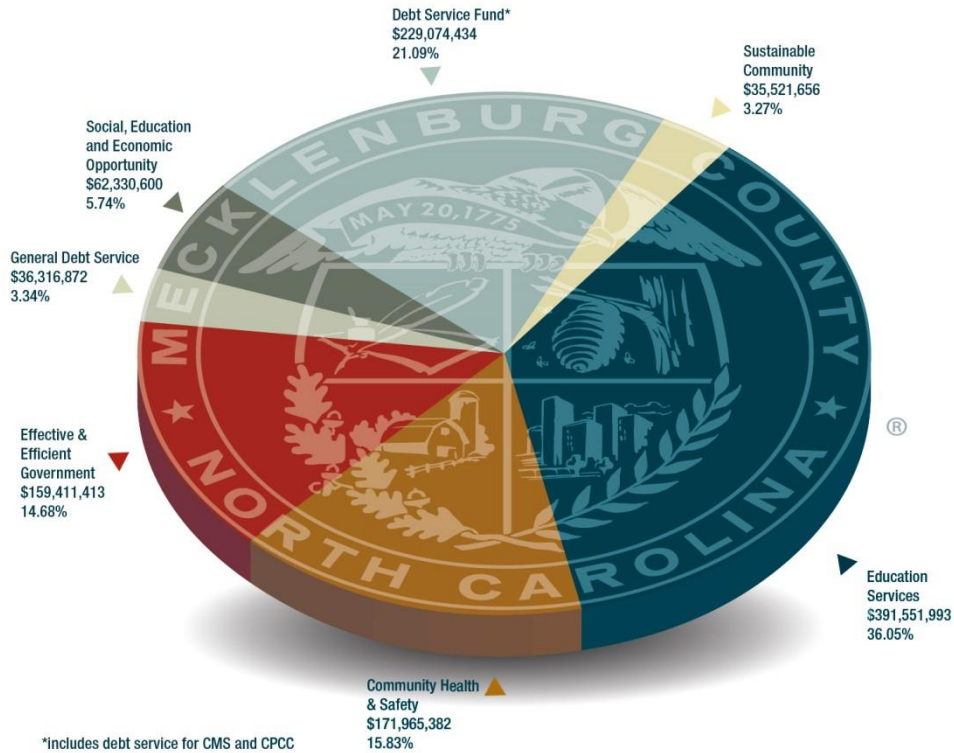 Debt Service Fund*
$229,074,434
21.09%
Sustainable
Community
$35,521,656
3.27%
Social, Education
and Economic
Opportunity
$62,330,600
5.74%
General Debt Service
$36,316,872
3.34%
Effective &
Efficient
Government
$159,411,413
14.68%
MECKLENBURG COUNTY
MAY 20,1775
★ NORTH CAROLINA ★
®
Education
Services
$391,551,993
36.05%
Community Health
& Safety
$171,965,382
15.83%
*includes debt service for CMS and CPCC